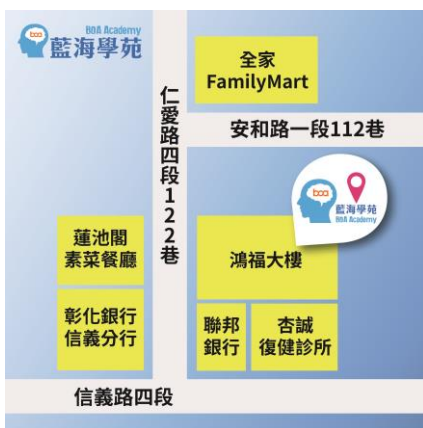 BOA Academy
藍海學苑
全家
FamilyMart
仁愛路四段122巷
安和路一段112巷
boa
藍海學苑
BOA Academy
蓮池閣
素菜餐廳
鴻福大樓
彰化銀行
信義分行
聯邦
銀行
杏誠
復健診所
信義路四段